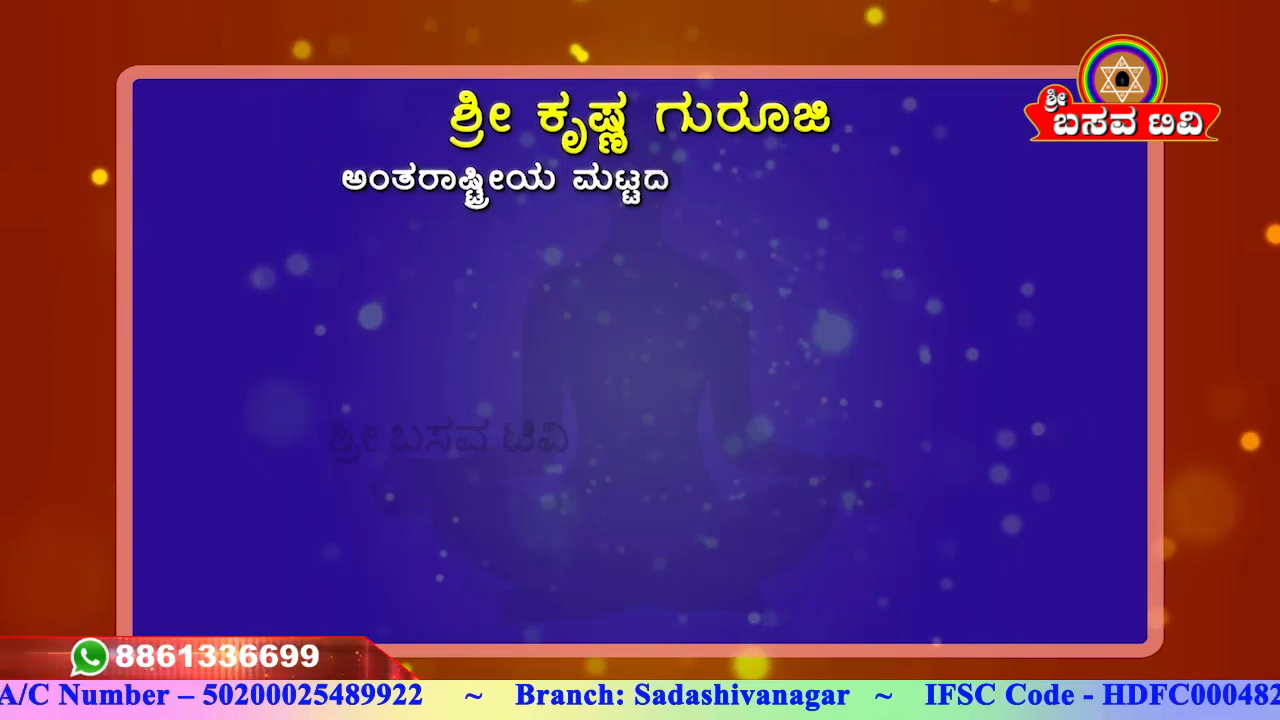 ಶ್ರೀ ಕೃಷ್ಣ ಗುರೂಜಿ
ಅಂತರಾಷ್ಟ್ರೀಯ ಮಟ್ಟದ
ಶ್ರೀ
ಬಸವ ಟಿವಿ
ಶ್ರೀ ಬಸವ ಟಿವಿ
8861336699
A/C Number – 50200025489922 ~ Branch: Sadashivanagar ~ IFSC Code - HDFC000482